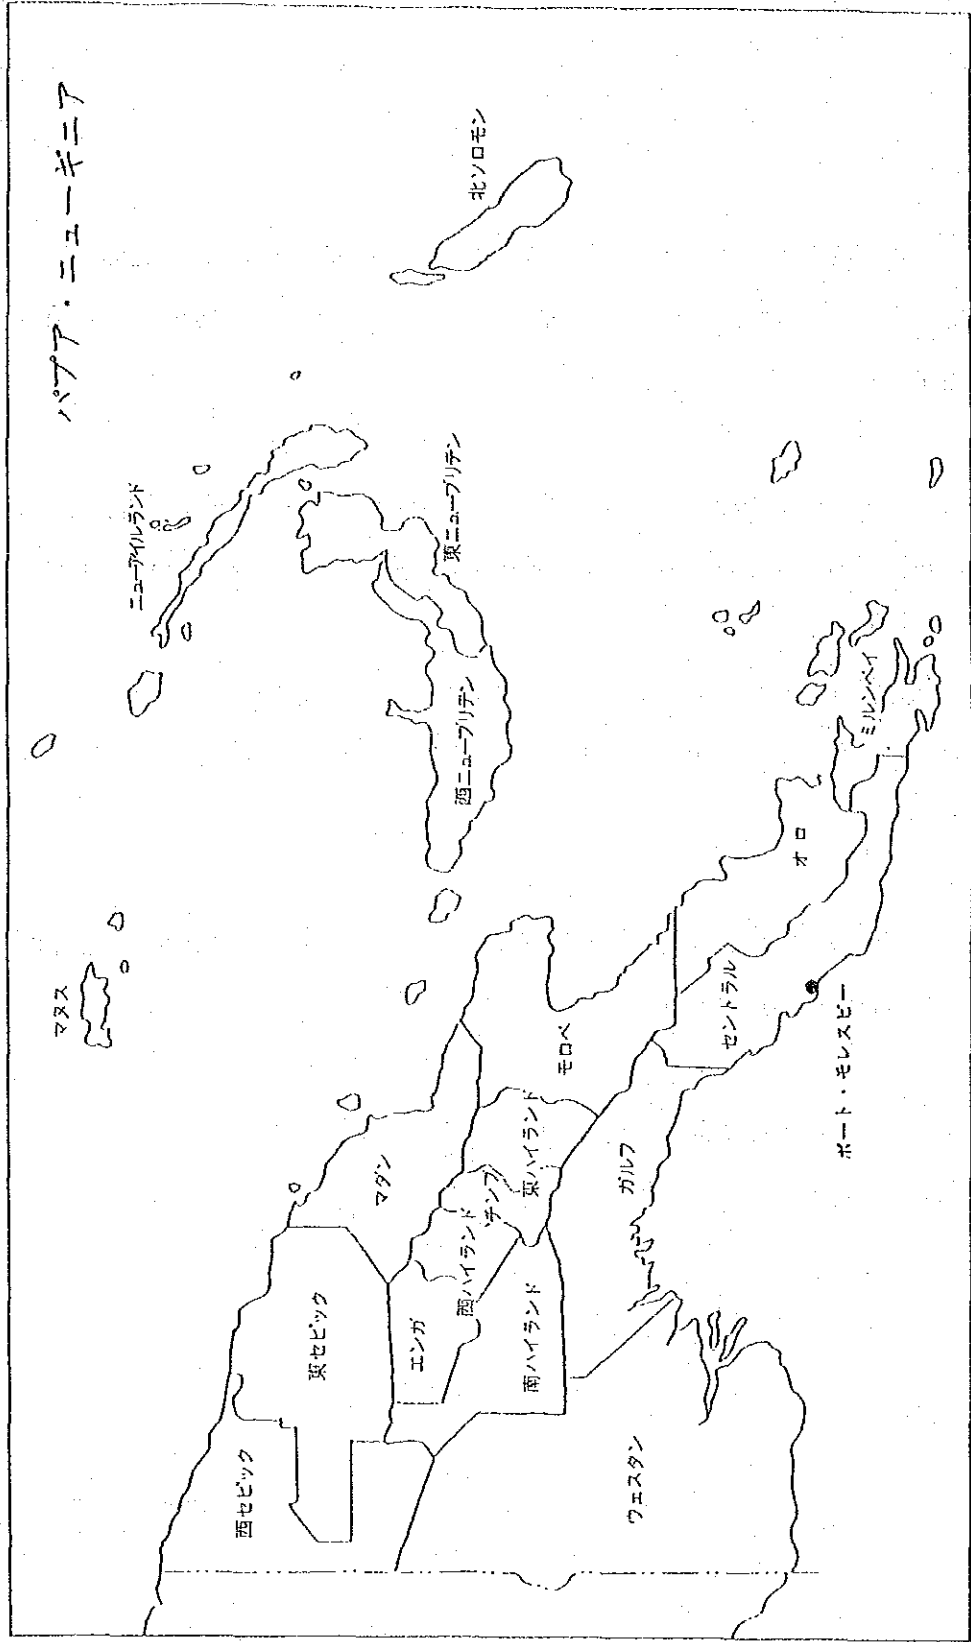 パプア・ニューギニア
マヌス
ニューアイルランド
北ソロモン
東ニューブリテン
西ニューブリテン
西セピック
東セピック
マダン
エンガ
西ハイランド
チンブ
東ハイランド
南ハイランド
モロベ
ウェスタン
ガルフ
セントラル
オロ
ミルンベイ
ポート・モレスビー